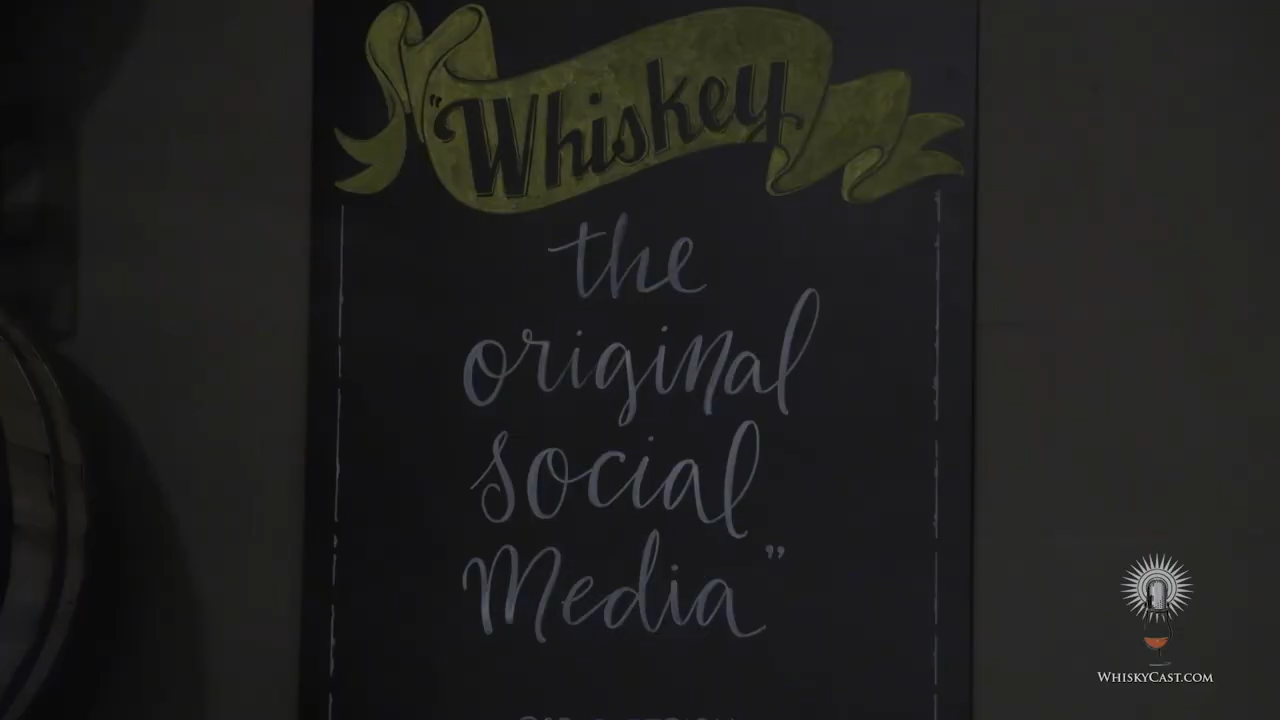 "Whiskey
the
original
social
Media"
WHISKYCAST.COM